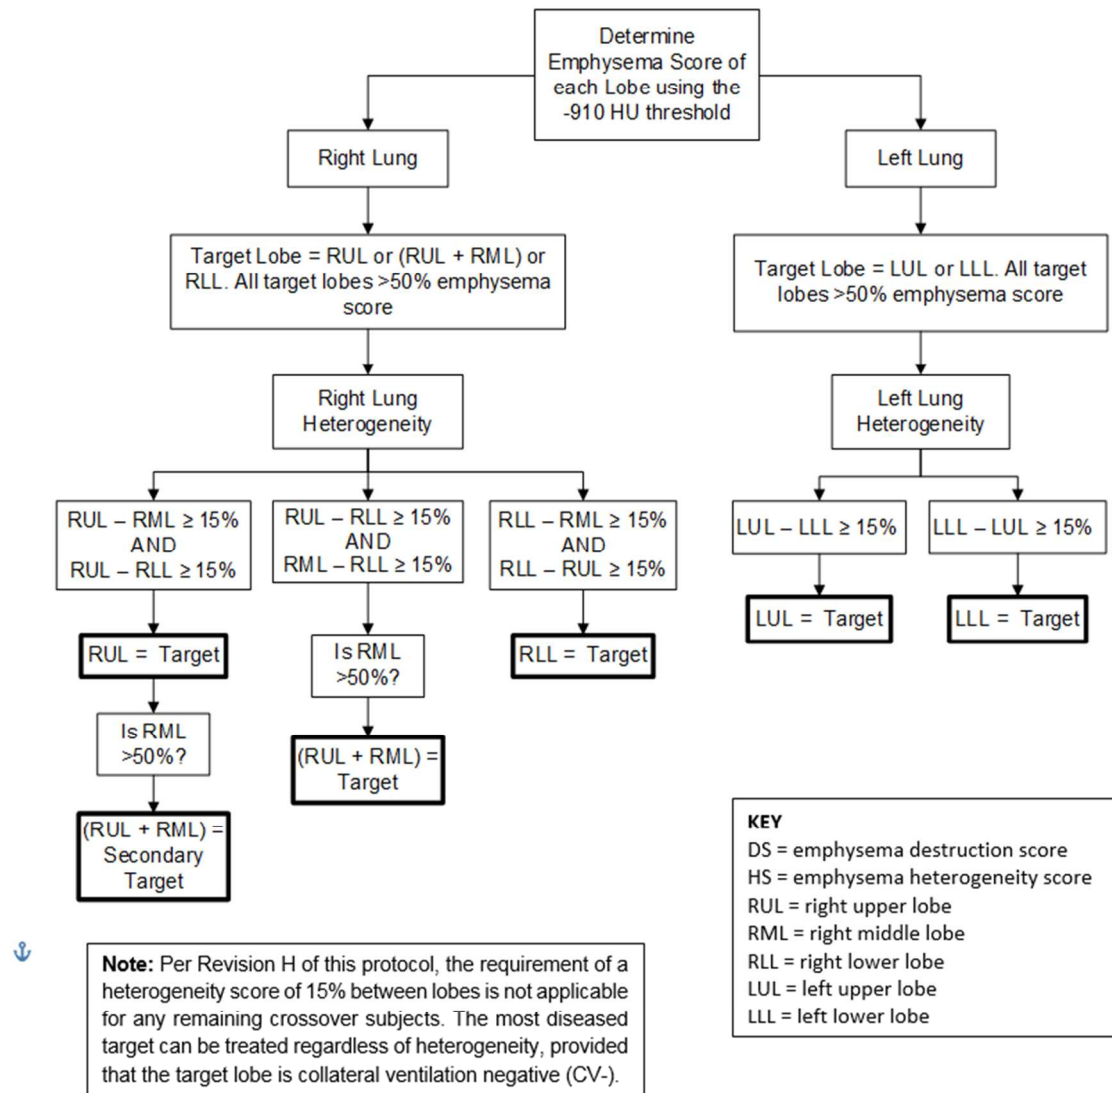 Determine
Emphysema Score of
each Lobe using the
-910 HU threshold
Right Lung
Left Lung
Target Lobe = RUL or (RUL + RML) or
RLL. All target lobes >50% emphysema
score
Target Lobe = LUL or LLL. All target
lobes >50% emphysema score
Right Lung
Heterogeneity
Left Lung
Heterogeneity
RUL – RML ≥ 15%
AND
RUL – RLL ≥ 15%
RUL – RLL ≥ 15%
AND
RML – RLL ≥ 15%
RLL – RML ≥ 15%
AND
RLL – RUL ≥ 15%
LUL – LLL ≥ 15%
LLL – LUL ≥ 15%
RUL = Target
Is RML
>50%?
RLL = Target
LUL = Target
LLL = Target
Is RML
>50%?
(RUL + RML) =
Target
(RUL + RML) =
Secondary
Target
KEY
DS = emphysema destruction score
HS = emphysema heterogeneity score
RUL = right upper lobe
RML = right middle lobe
RLL = right lower lobe
LUL = left upper lobe
LLL = left lower lobe
Note: Per Revision H of this protocol, the requirement of a
heterogeneity score of 15% between lobes is not applicable
for any remaining crossover subjects. The most diseased
target can be treated regardless of heterogeneity, provided
that the target lobe is collateral ventilation negative (CV-).